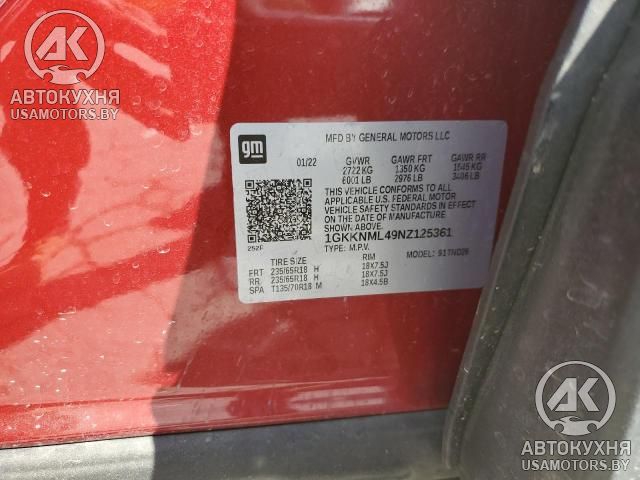 AK
АВТОКУХНЯ
USAMOTORS.BY
gm
MFD BY GENERAL MOTORS LLC
01/22 GVWR GAWR FRT GAWR RR
2722 KG 1350 KG 1545 KG
6001 LB 2976 LB 3406 LB
THIS VEHICLE CONFORMS TO ALL
APPLICABLE U.S. FEDERAL MOTOR
VEHICLE SAFETY STANDARDS IN EFFECT
ON THE DATE OF MANUFACTURE
SHOWN ABOVE.
1GKKNML49NZ125361
TYPE: M.P.V. MODEL:
252F
TIRE SIZE RIM
FRT 235/65R18 H 18X7.5J
RR 235/65R18 H 18X7.5J
SPA T135/70R18 M 18X4.5B
AK
АВТОКУХНЯ
USAMOTORS.BY